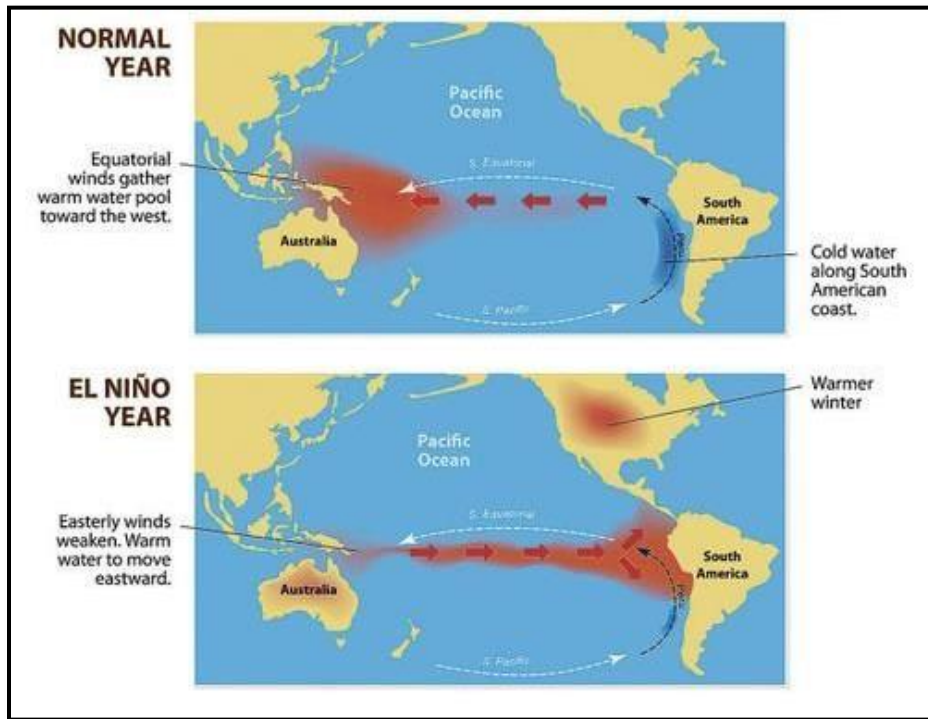 NORMAL
YEAR
Pacific
Ocean
Equatorial
winds gather
warm water pool
toward the west.
S. Equatorial
South
America
Australia
Peru
Cold water
along South
American
coast.
S. Pacific
EL NIÑO
YEAR
Warmer
winter
Pacific
Ocean
Easterly winds
weaken. Warm
water to move
eastward.
S. Equatorial
South
America
Australia
Peru
S. Pacific